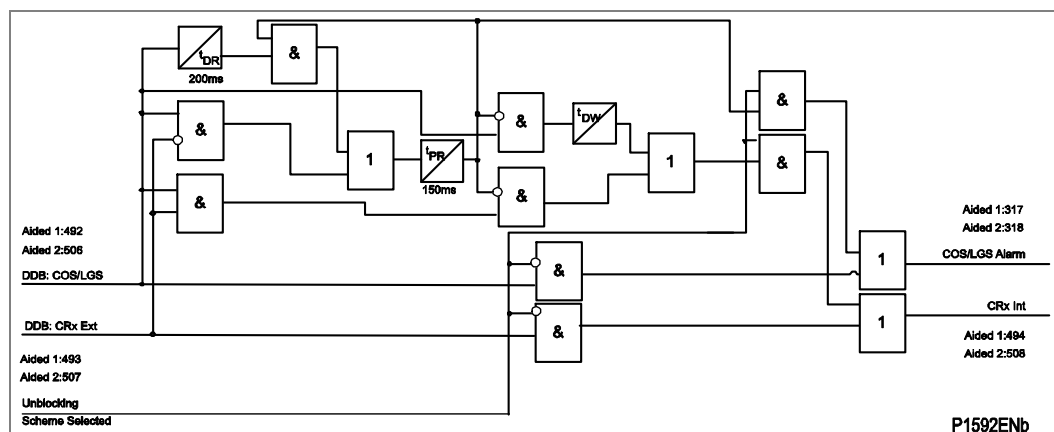 t DR
200ms
&
&
&
&
1
t PR
150ms
&
t DW
&
1
&
&
Aided 1:492
Aided 2:506
DDB: COS/LGS
&
1
Aided 1:317
Aided 2:318
COS/LGS Alarm
DDB: CRx Ext
&
1
CRx Int
Aided 1:493
Aided 2:507
Aided 1:494
Aided 2:508
Unblocking
Scheme Selected
P1592ENb